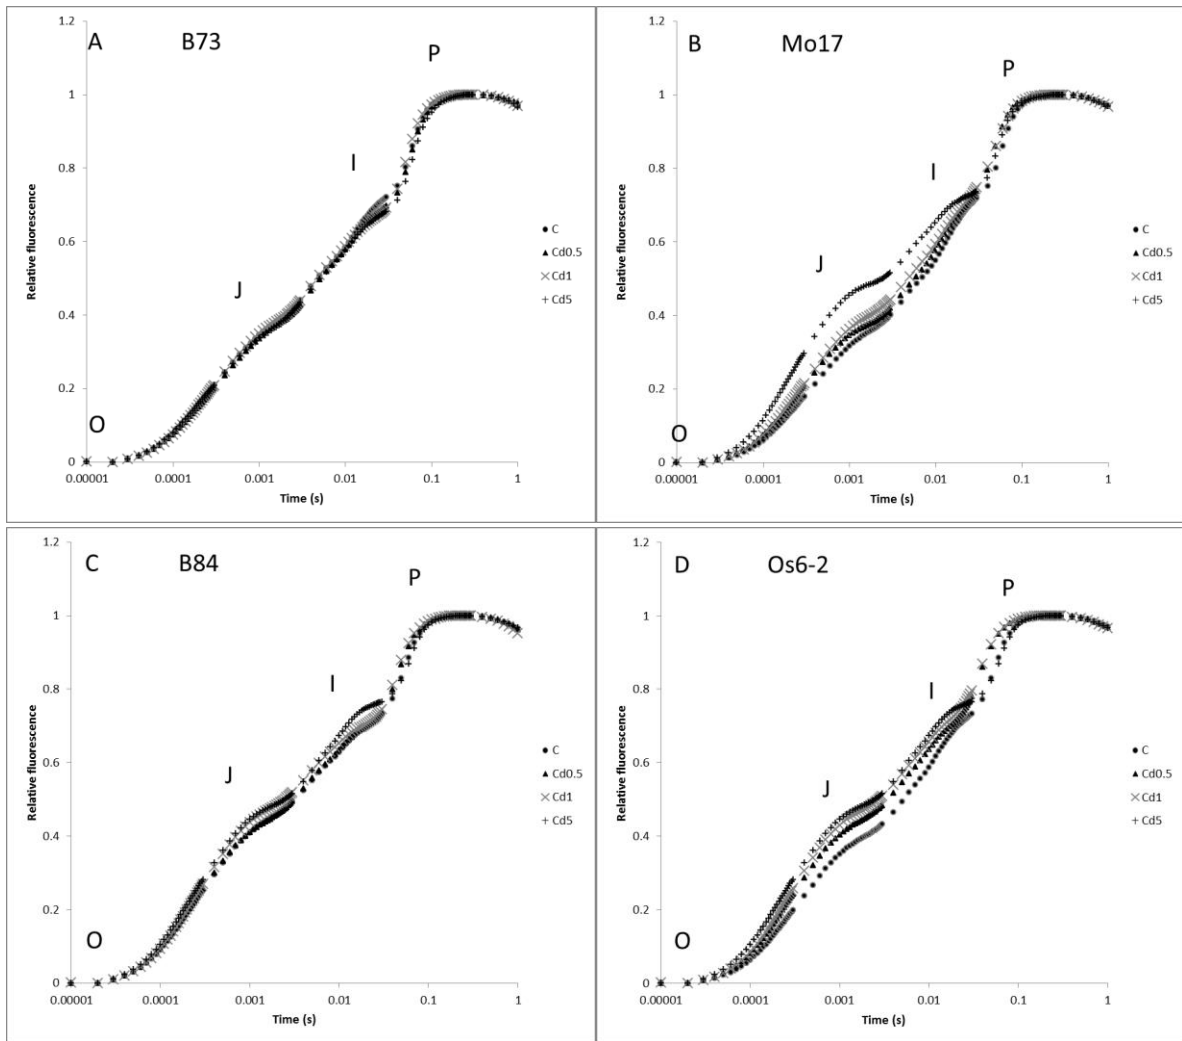 A B73
P
I
J
O
Relative fluorescence
1.2
1
0.8
0.6
0.4
0.2
0
0.00001 0.0001 0.001 0.01 0.1 1
Time (s)
C
Cd0.5
Cd1
Cd5
B Mo17
P
I
J
O
Relative fluorescence
1.2
1
0.8
0.6
0.4
0.2
0
0.00001 0.0001 0.001 0.01 0.1 1
Time (s)
C
Cd0.5
Cd1
Cd5
C B84
P
I
J
O
Relative fluorescence
1.2
1
0.8
0.6
0.4
0.2
0
0.00001 0.0001 0.001 0.01 0.1 1
Time (s)
C
Cd0.5
Cd1
Cd5
D Os6-2
P
I
J
O
Relative fluorescence
1.2
1
0.8
0.6
0.4
0.2
0
0.00001 0.0001 0.001 0.01 0.1 1
Time (s)
C
Cd0.5
Cd1
Cd5